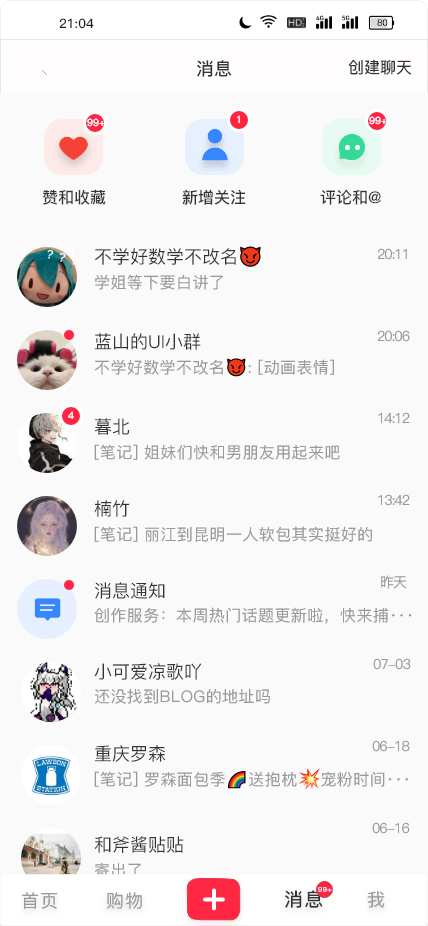 21:04
HD
4G
5G
80
消息
创建聊天
99+
1
99+
赞和收藏
新增关注
评论和@
? ?
不学好数学不改名😈
20:11
学姐等下要白讲了
蓝山的UI小群
20:06
不学好数学不改名😈: [动画表情]
4
暮北
14:12
[笔记] 姐妹们快和男朋友用起来吧
楠竹
13:42
[笔记] 丽江到昆明一人软包其实挺好的
消息通知
昨天
创作服务：本周热门话题更新啦，快来捕···
小可爱凉歌吖
07-03
还没找到BLOG的地址吗
重庆罗森
06-18
LAWSON
STATION
[笔记] 罗森面包季🌈送抱枕💥宠粉时间···
和斧酱贴贴
06-16
寄出了
首页
购物
消息
99+
我